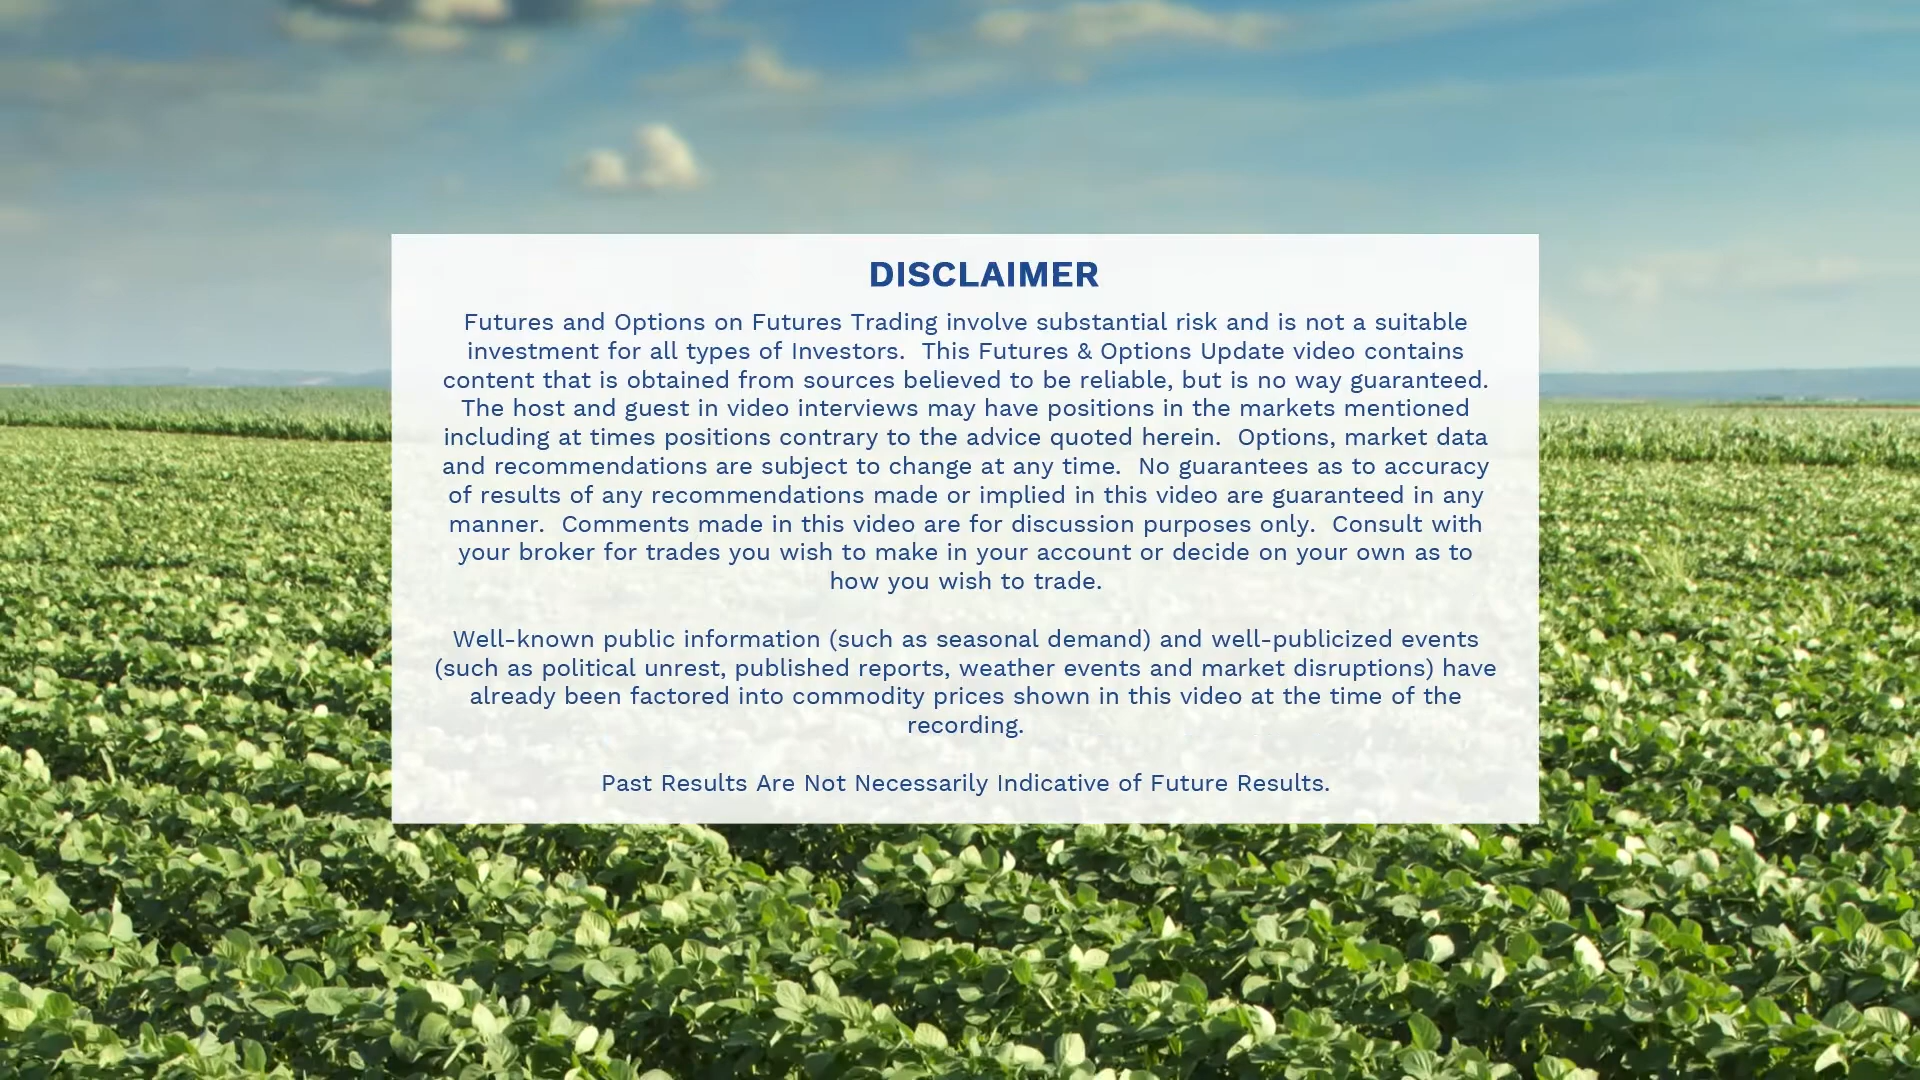 DISCLAIMER
Futures and Options on Futures Trading involve substantial risk and is not a suitable
investment for all types of Investors.  This Futures & Options Update video contains
content that is obtained from sources believed to be reliable, but is no way guaranteed.
The host and guest in video interviews may have positions in the markets mentioned
including at times positions contrary to the advice quoted herein.  Options, market data
and recommendations are subject to change at any time.  No guarantees as to accuracy
of results of any recommendations made or implied in this video are guaranteed in any
manner.  Comments made in this video are for discussion purposes only.  Consult with
your broker for trades you wish to make in your account or decide on your own as to
how you wish to trade.
Well-known public information (such as seasonal demand) and well-publicized events
(such as political unrest, published reports, weather events and market disruptions) have
already been factored into commodity prices shown in this video at the time of the
recording.
Past Results Are Not Necessarily Indicative of Future Results.